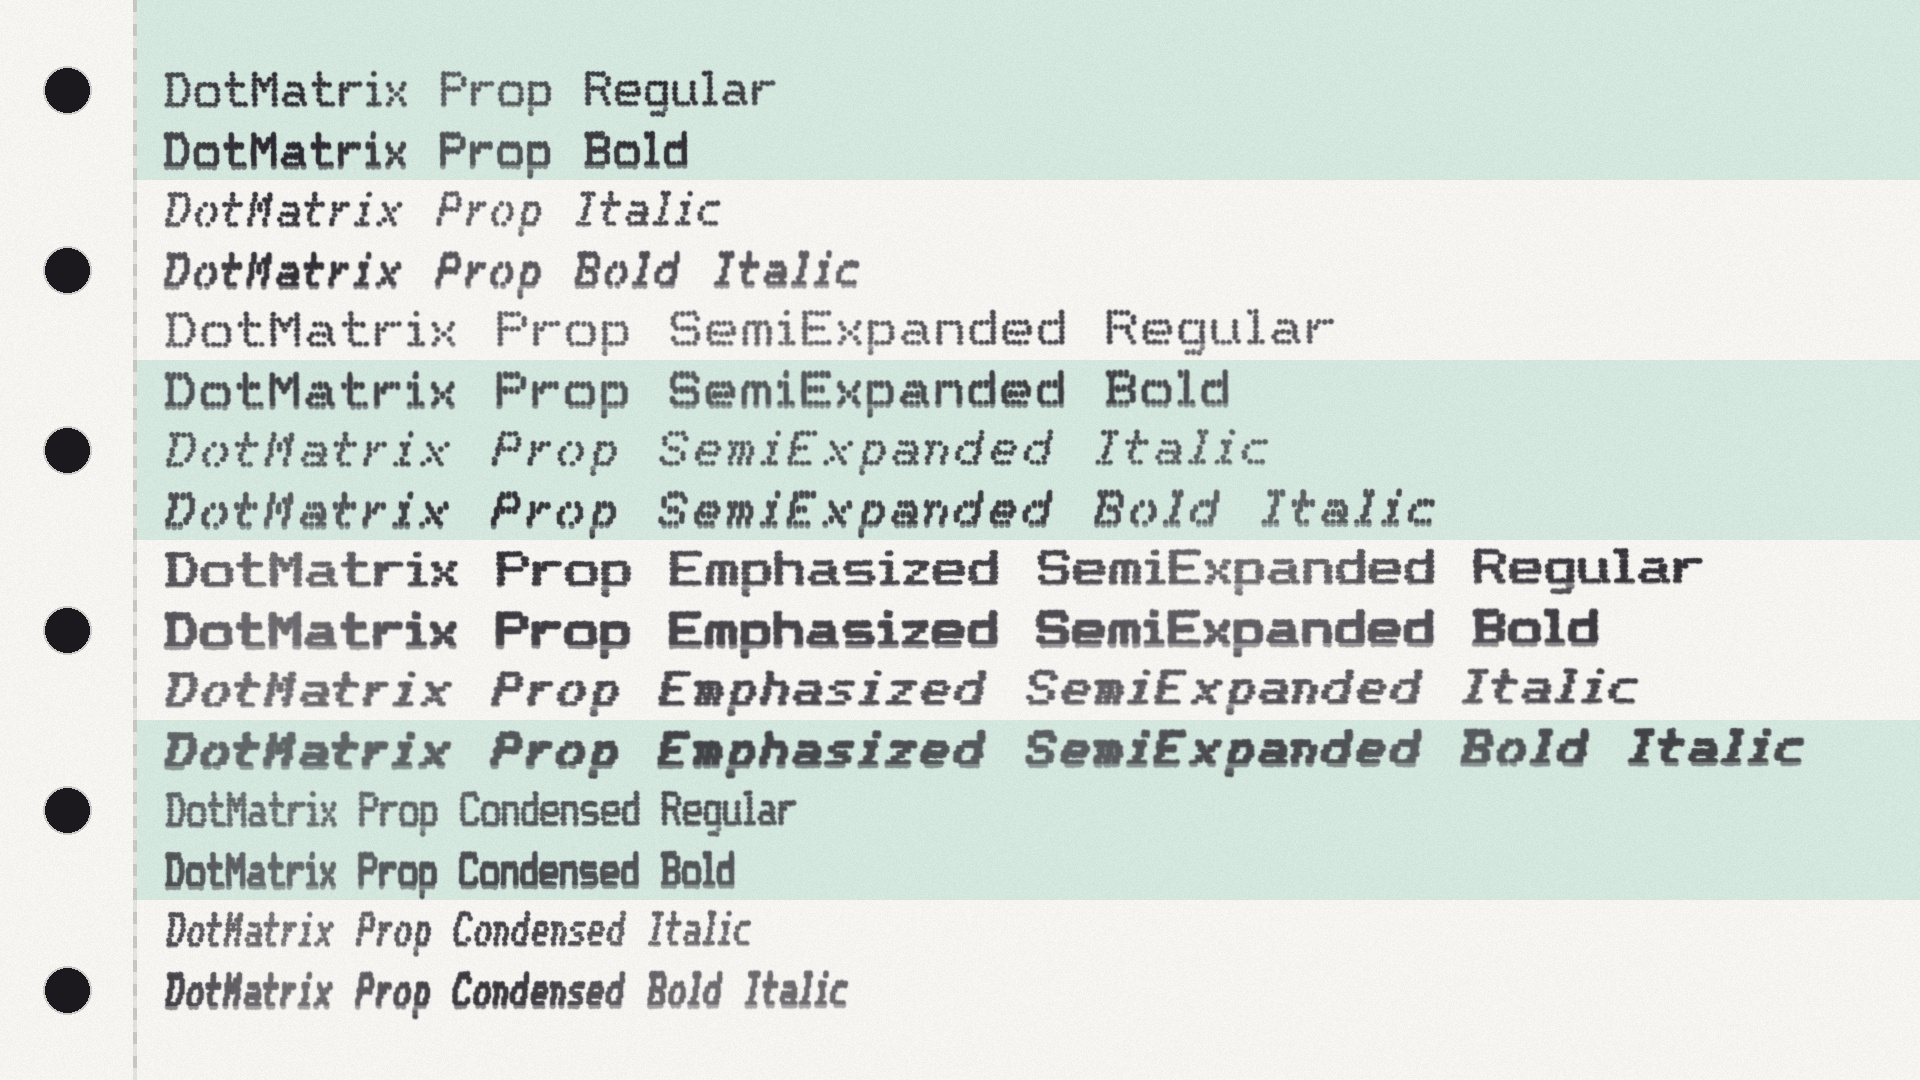 DotMatrix Prop Regular
DotMatrix Prop Bold
DotMatrix Prop Italic
DotMatrix Prop Bold Italic
DotMatrix Prop SemiExpanded Regular
DotMatrix Prop SemiExpanded Bold
DotMatrix Prop SemiExpanded Italic
DotMatrix Prop SemiExpanded Bold Italic
DotMatrix Prop Emphasized SemiExpanded Regular
DotMatrix Prop Emphasized SemiExpanded Bold
DotMatrix Prop Emphasized SemiExpanded Italic
DotMatrix Prop Emphasized SemiExpanded Bold Italic
DotMatrix Prop Condensed Regular
DotMatrix Prop Condensed Bold
DotMatrix Prop Condensed Italic
DotMatrix Prop Condensed Bold Italic